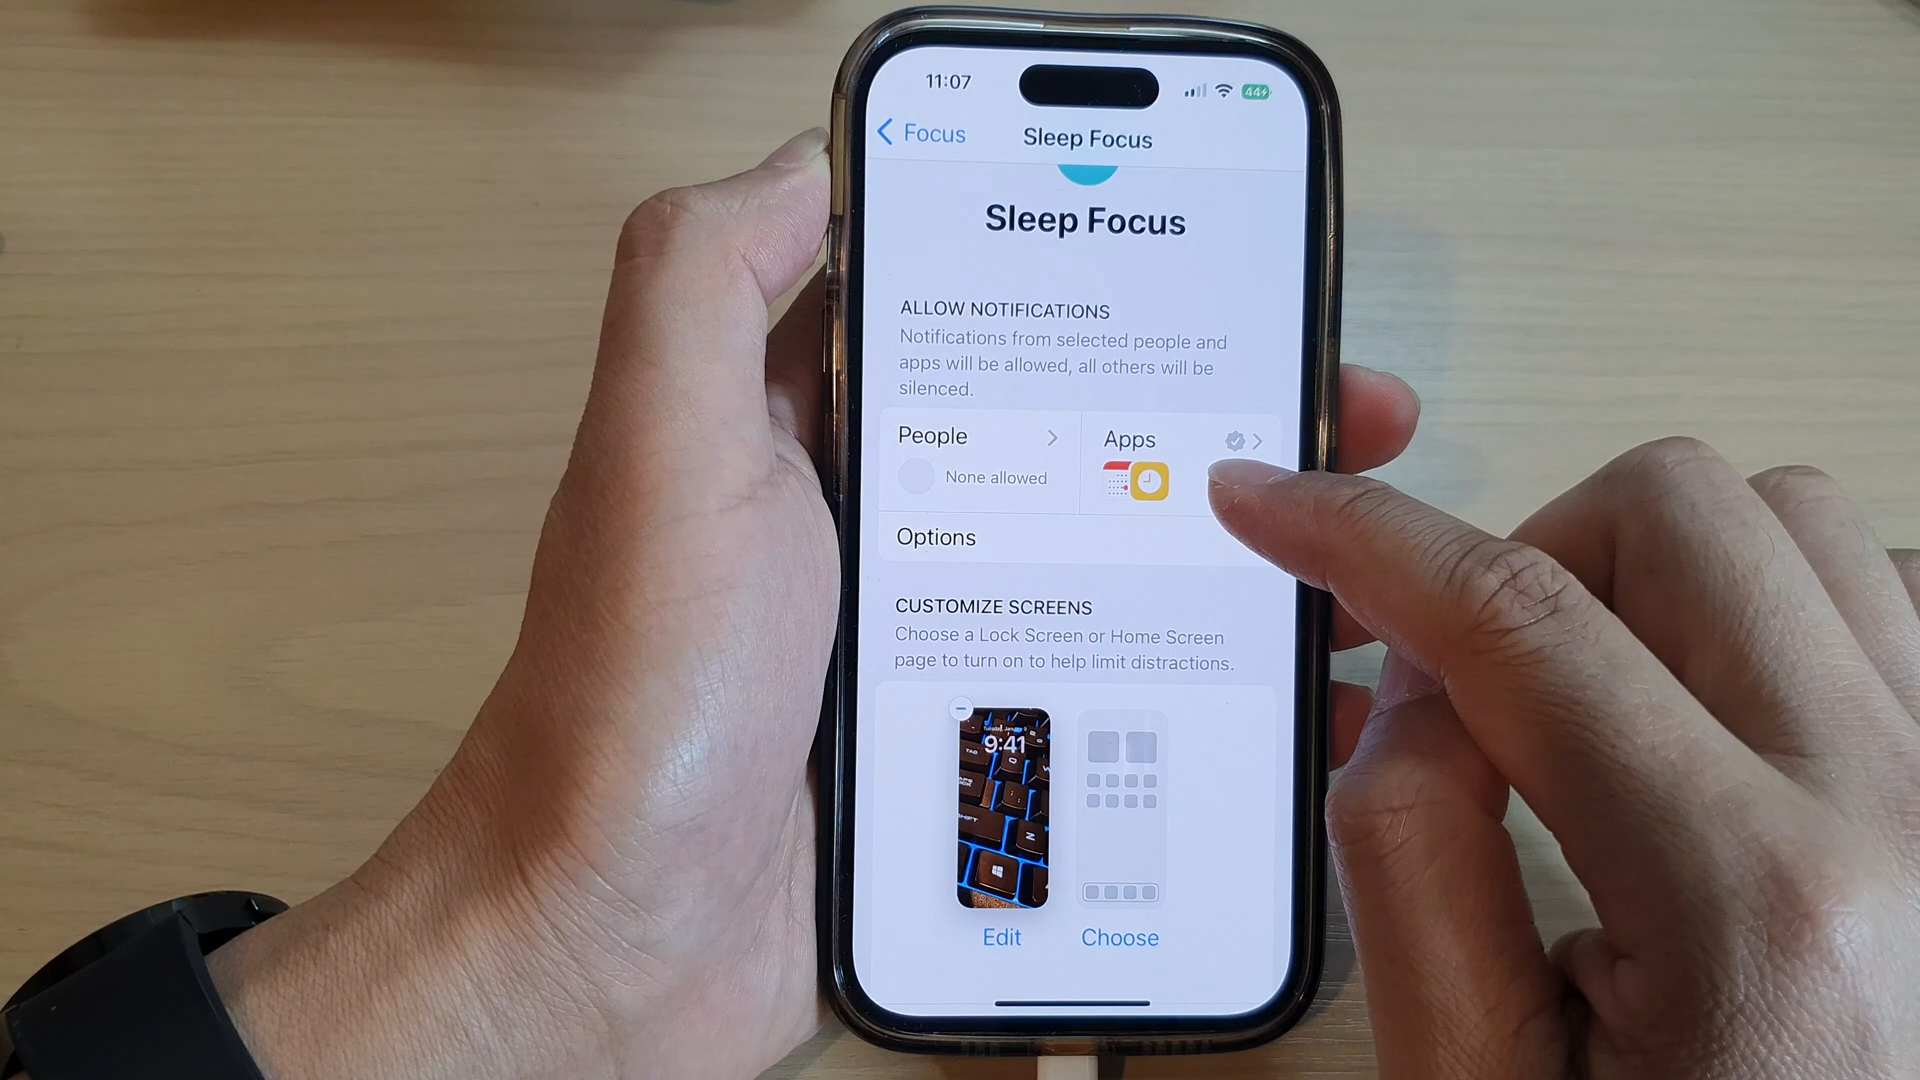 11:07
44
Focus
Sleep Focus
Sleep Focus
ALLOW NOTIFICATIONS
Notifications from selected people and
apps will be allowed, all others will be
silenced.
People
Apps
None allowed
Options
CUSTOMIZE SCREENS
Choose a Lock Screen or Home Screen
page to turn on to help limit distractions.
9:41
TAB
Q
SHIFT
Z
Edit
Choose